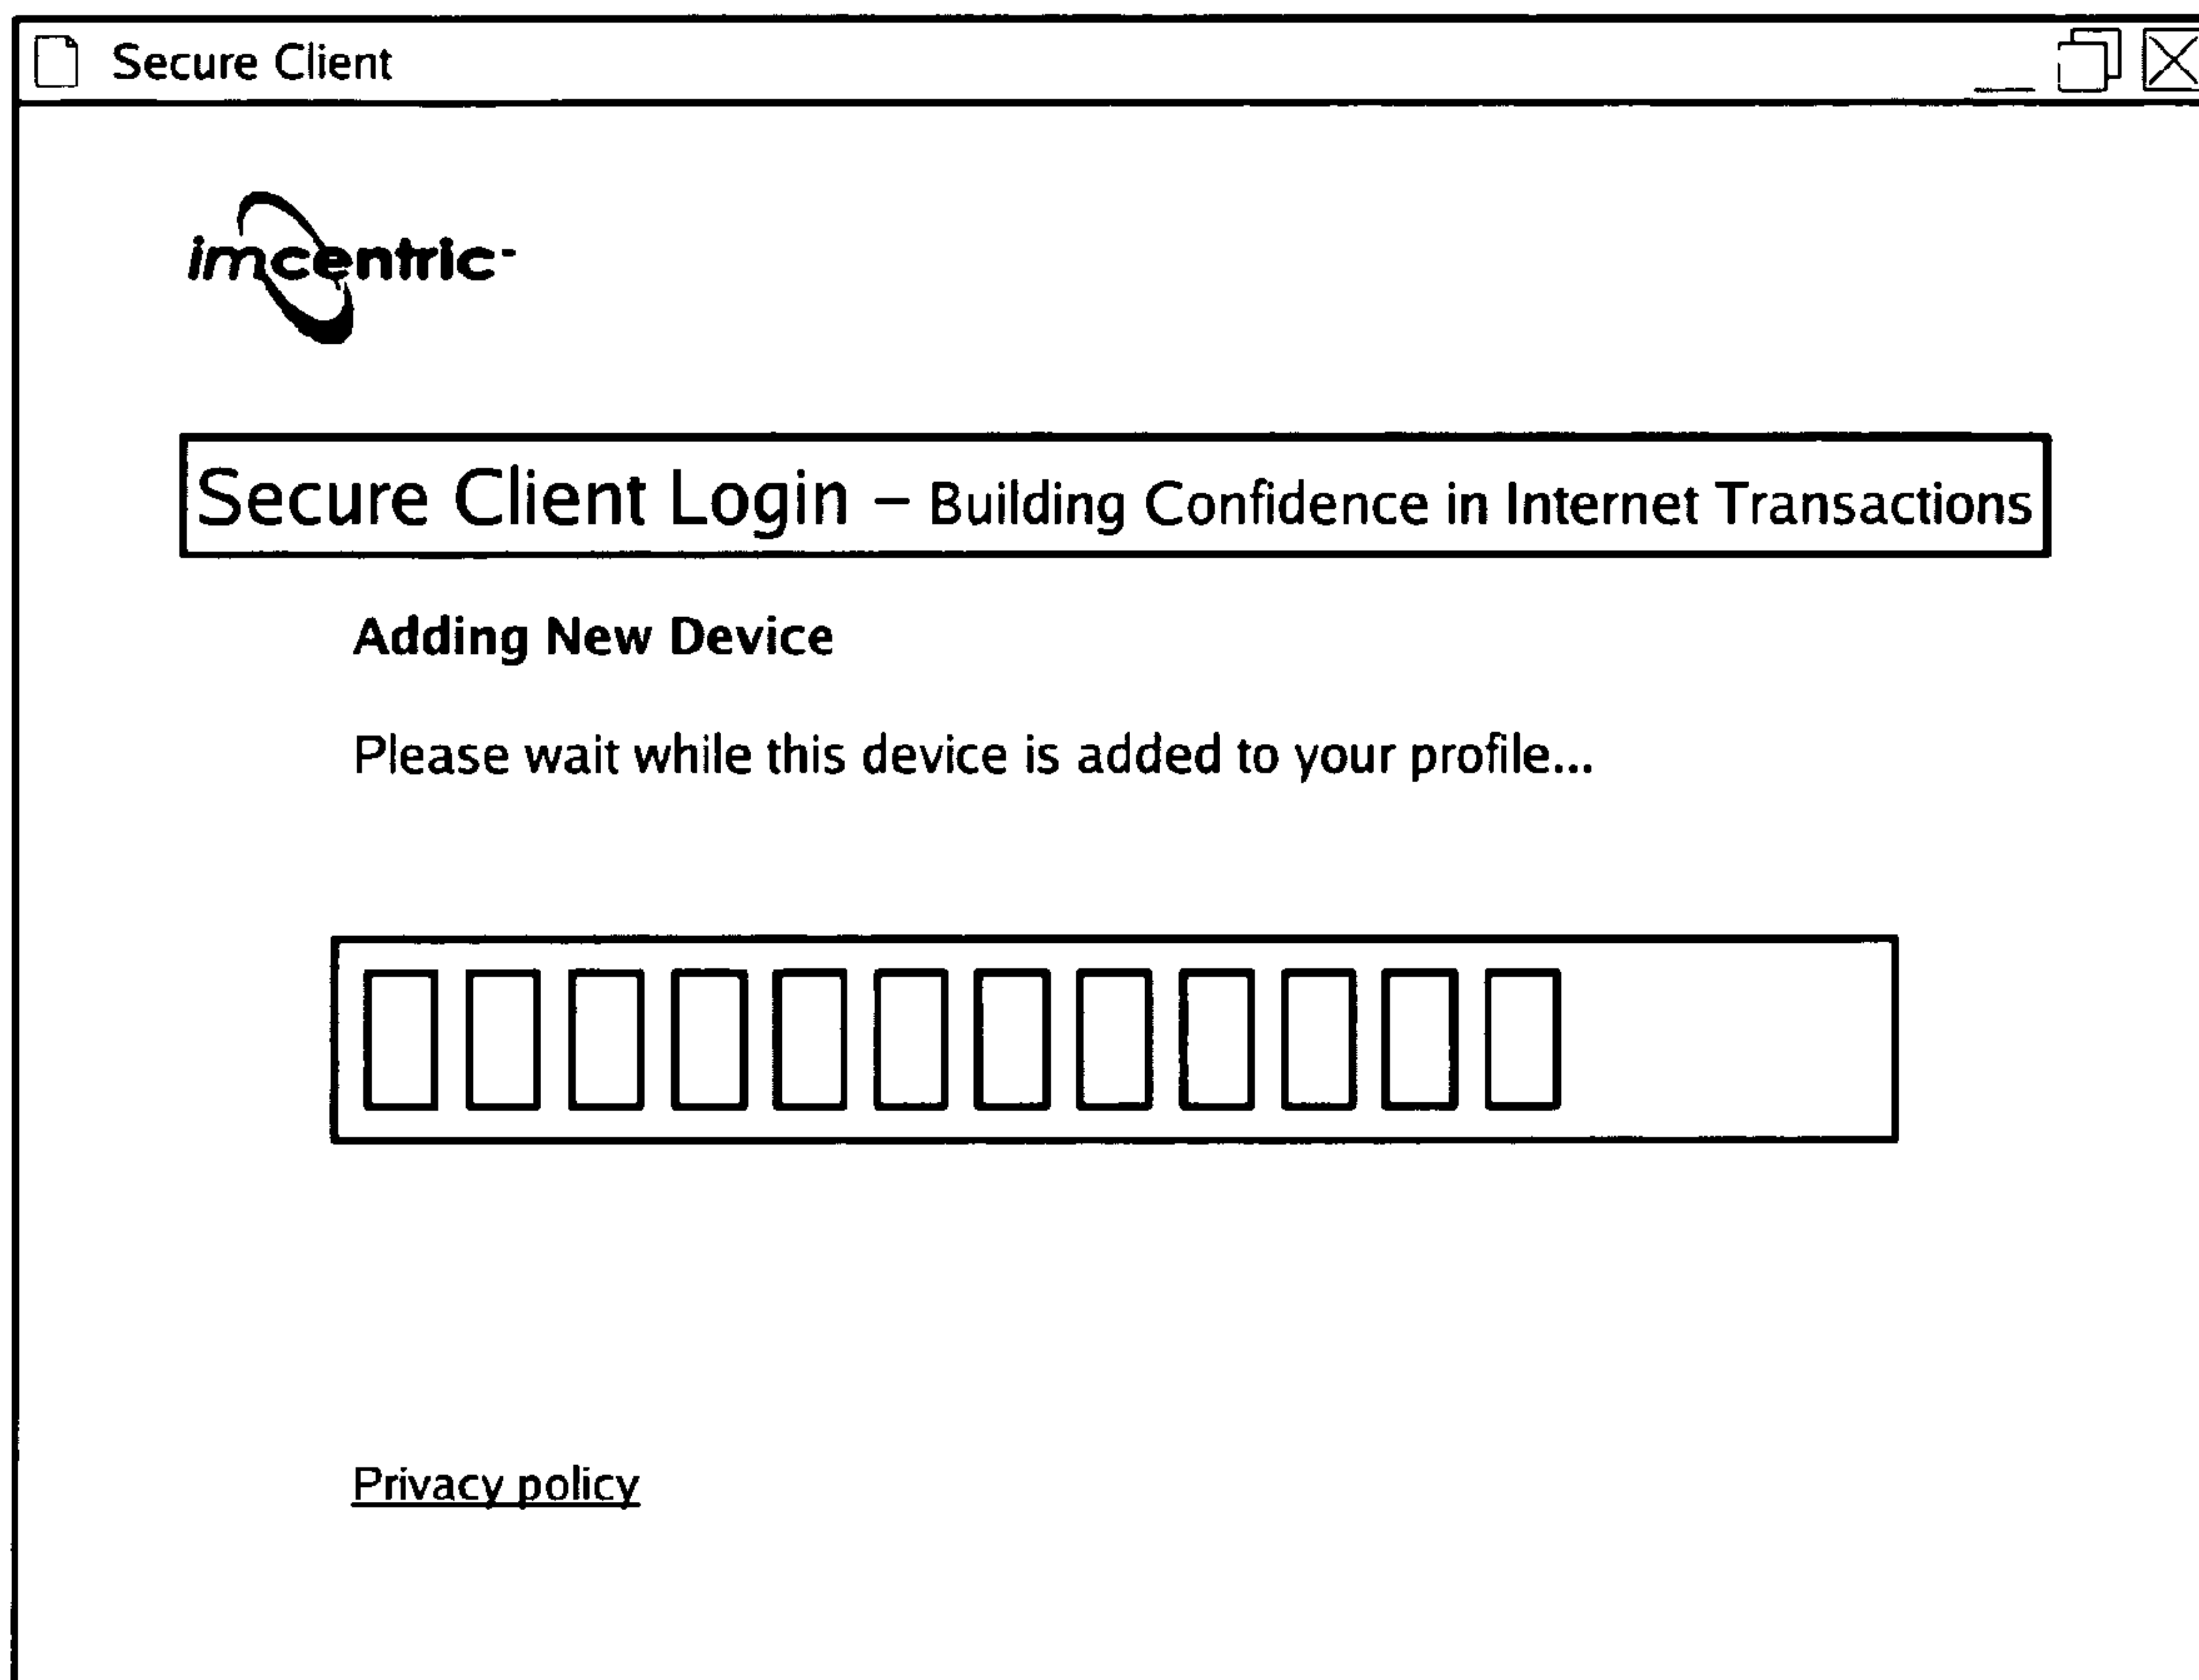 Secure Client
imcentric
Secure Client Login – Building Confidence in Internet Transactions
Adding New Device
Please wait while this device is added to your profile...
Privacy policy